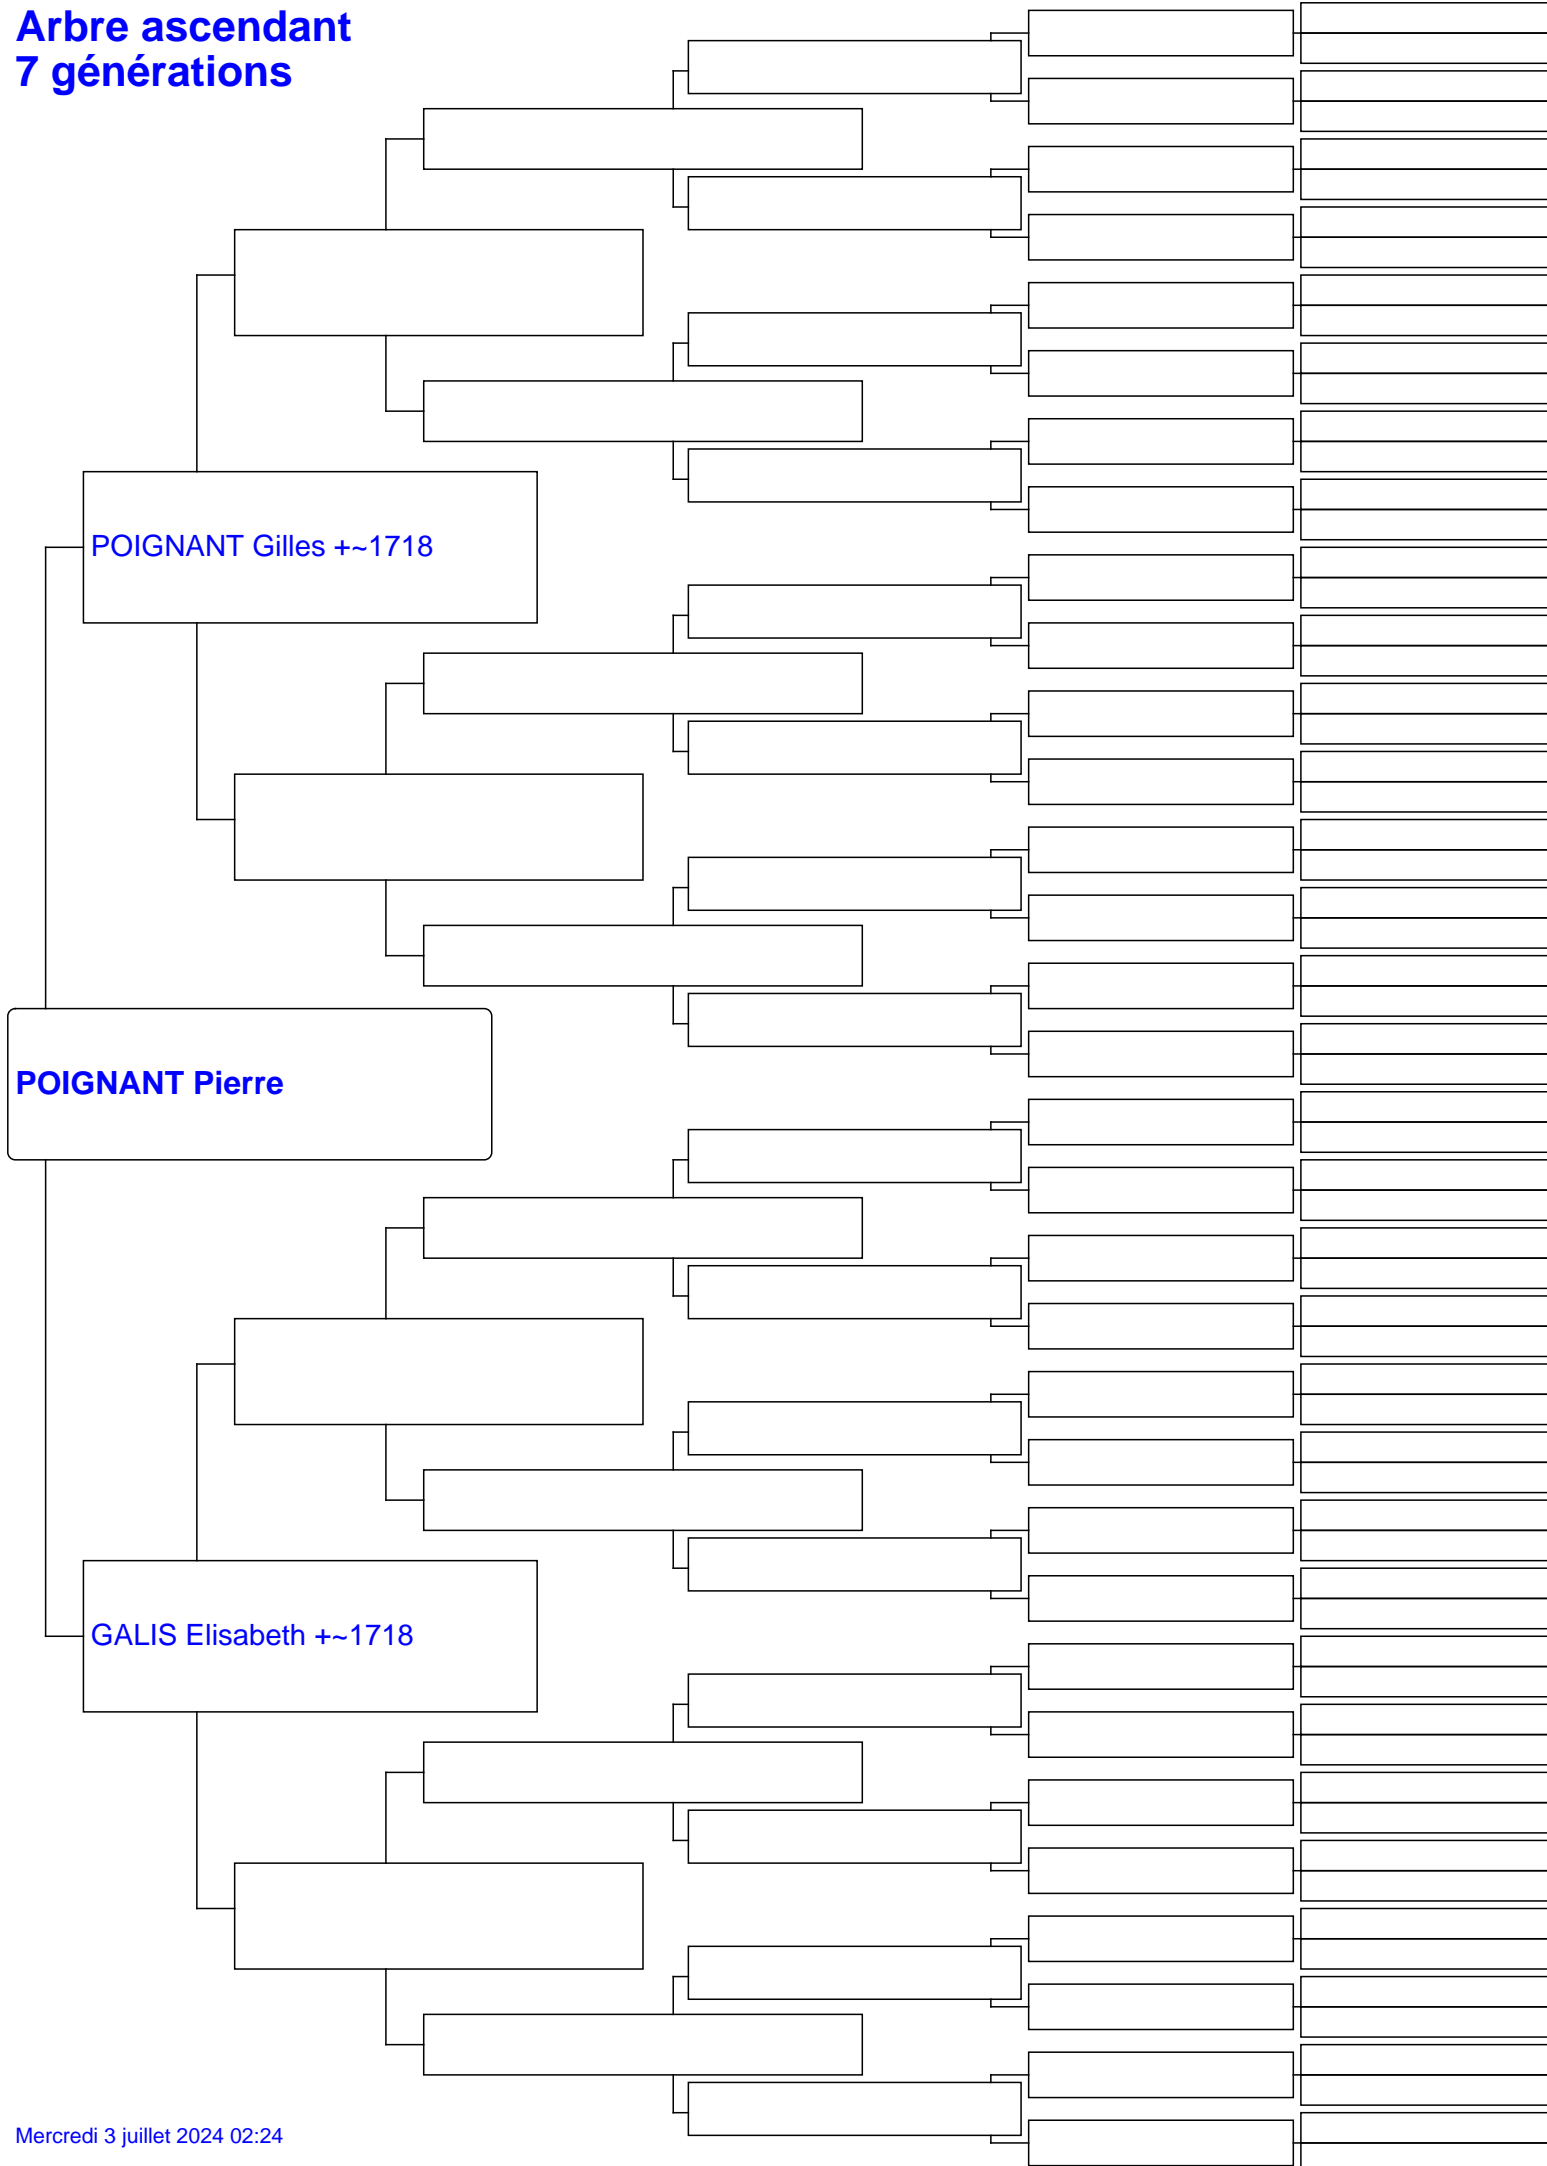 Arbre ascendant
7 générations
POIGNANT Gilles +~1718
POIGNANT Pierre
GALIS Elisabeth +~1718
Mercredi 3 juillet 2024 02:24